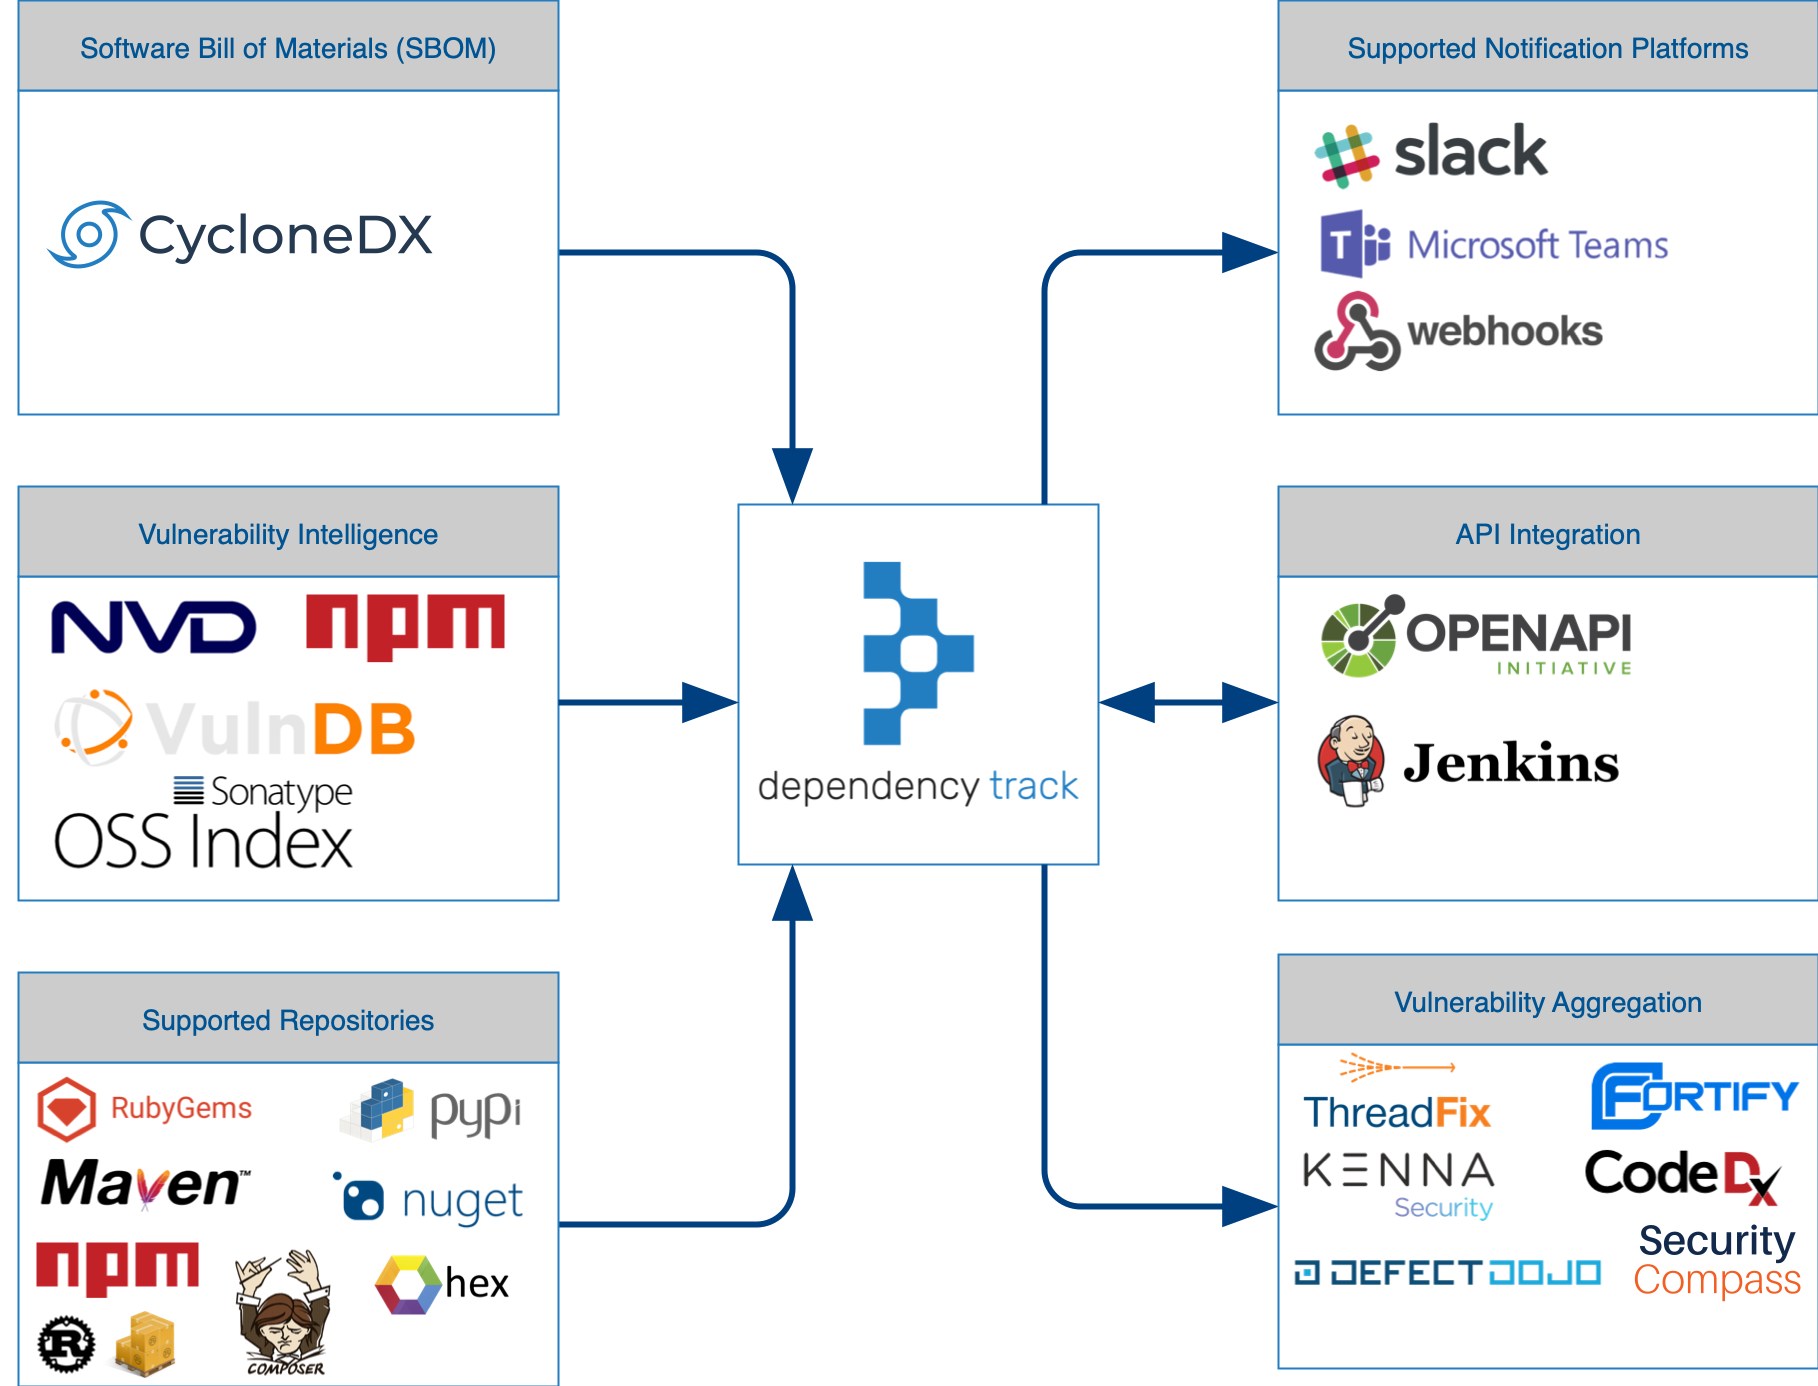 Software Bill of Materials (SBOM)
CycloneDX
Vulnerability Intelligence
NVD
npm
VulnDB
Sonatype
OSS Index
Supported Repositories
RubyGems
pypi
Maven™
nuget
npm
hex
R
COMPOSER
dependency track
Supported Notification Platforms
slack
T
Microsoft Teams
webhooks
API Integration
OPENAPI
INITIATIVE
Jenkins
Vulnerability Aggregation
ThreadFix
FORTIFY
KENNA
Security
CodeDx
DEFECTDOJO
Security
Compass